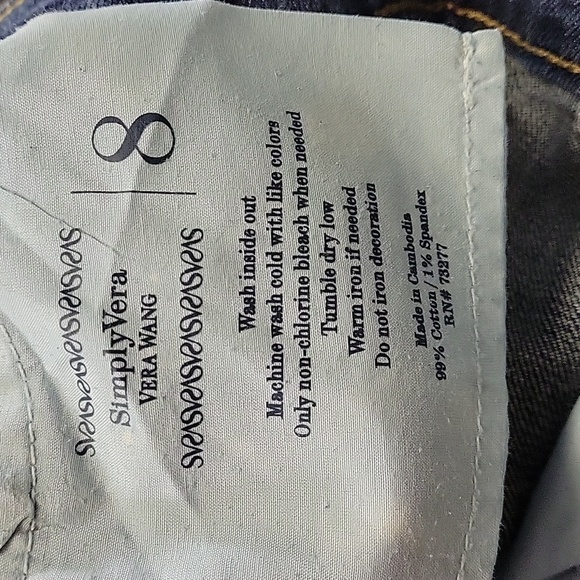 SVSVSVSVSVSVSV
SimplyVera
VERA WANG
SVSVSVSVSVSVSV
8
Wash inside out
Machine wash cold with like colors
Only non-chlorine bleach when needed
Tumble dry low
Warm iron if needed
Do not iron decoration
Made in Cambodia
99% Cotton / 1% Spandex
RN# 73277